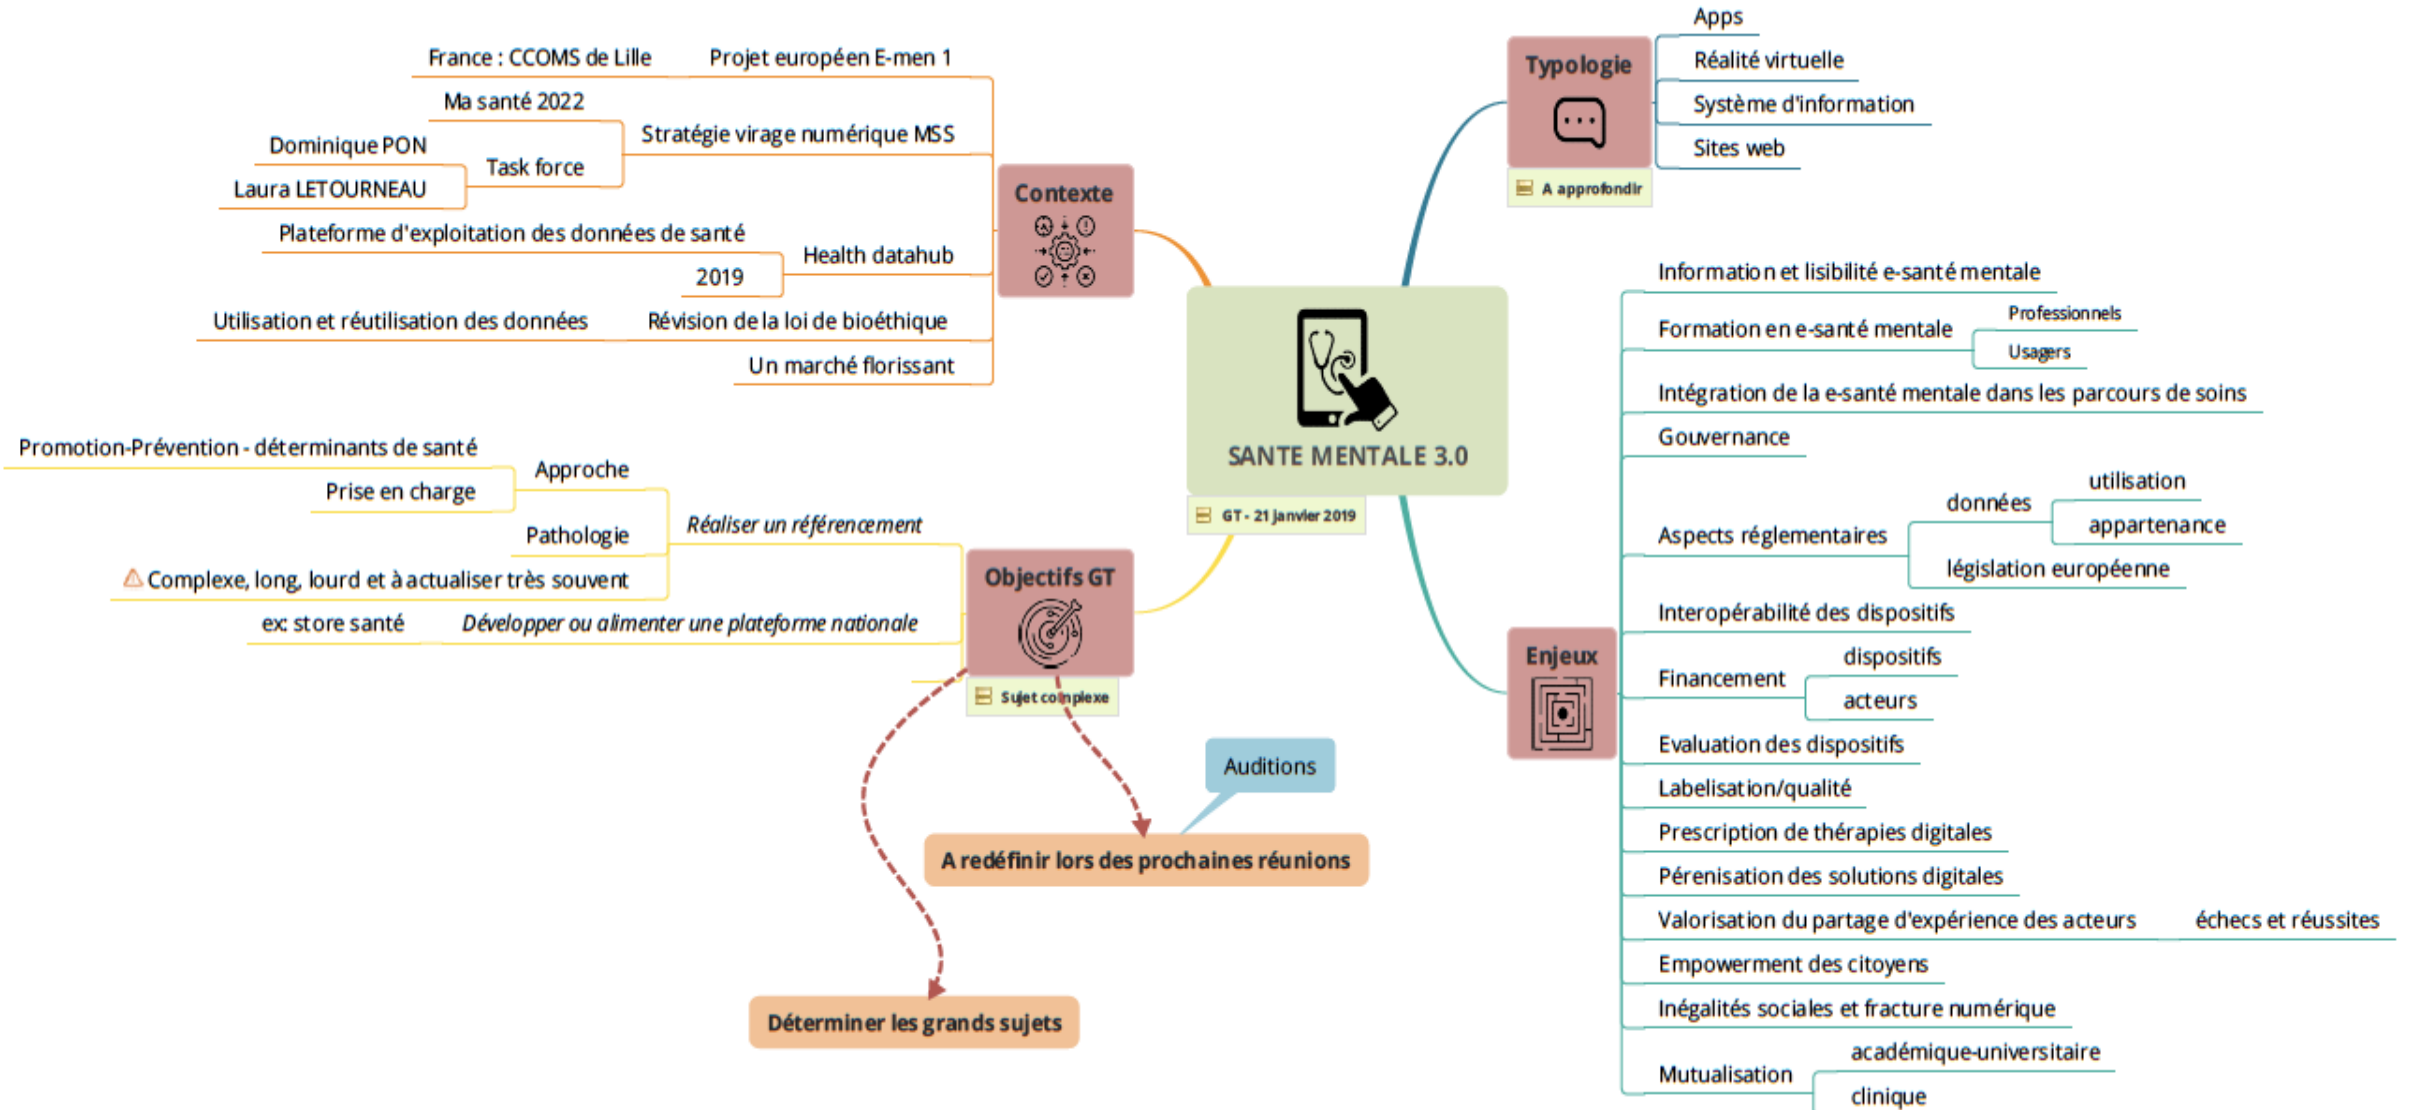 SANTE MENTALE 3.0
GT - 21 janvier 2019
Contexte
Projet européen E-men 1
France : CCOMS de Lille
Stratégie virage numérique MSS
Ma santé 2022
Task force
Dominique PON
Laura LETOURNEAU
Health datahub
Plateforme d'exploitation des données de santé
2019
Révision de la loi de bioéthique
Utilisation et réutilisation des données
Un marché florissant
Objectifs GT
Sujet complexe
Réaliser un référencement
Approche
Promotion-Prévention - déterminants de santé
Prise en charge
Pathologie
Complexe, long, lourd et à actualiser très souvent
Développer ou alimenter une plateforme nationale
ex: store santé
Auditions
A redéfinir lors des prochaines réunions
Déterminer les grands sujets
Typologie
A approfondir
Apps
Réalité virtuelle
Système d'information
Sites web
Enjeux
Information et lisibilité e-santé mentale
Formation en e-santé mentale
Professionnels
Usagers
Intégration de la e-santé mentale dans les parcours de soins
Gouvernance
Aspects réglementaires
données
utilisation
appartenance
législation européenne
Interopérabilité des dispositifs
Financement
dispositifs
acteurs
Evaluation des dispositifs
Labelisation/qualité
Prescription de thérapies digitales
Pérenisation des solutions digitales
Valorisation du partage d'expérience des acteurs
échecs et réussites
Empowerment des citoyens
Inégalités sociales et fracture numérique
Mutualisation
académique-universitaire
clinique